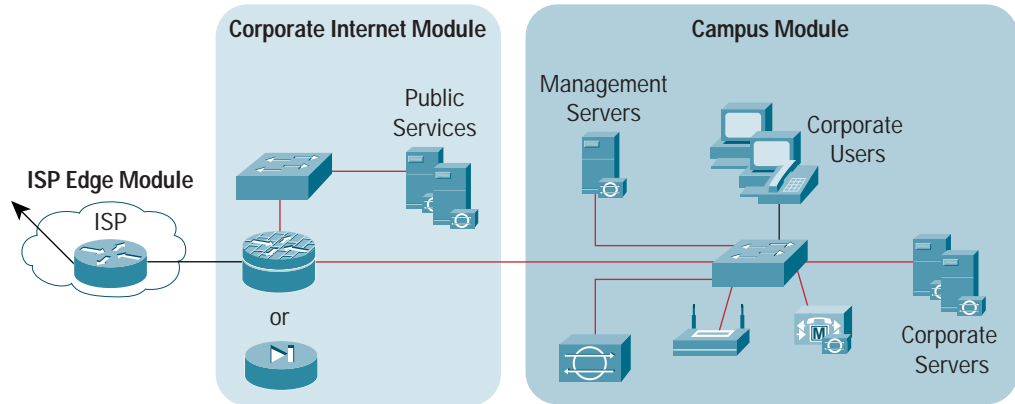 Corporate Internet Module
Campus Module
Public
Services
Management
Servers
Corporate
Users
ISP Edge Module
ISP
or
M
Corporate
Servers